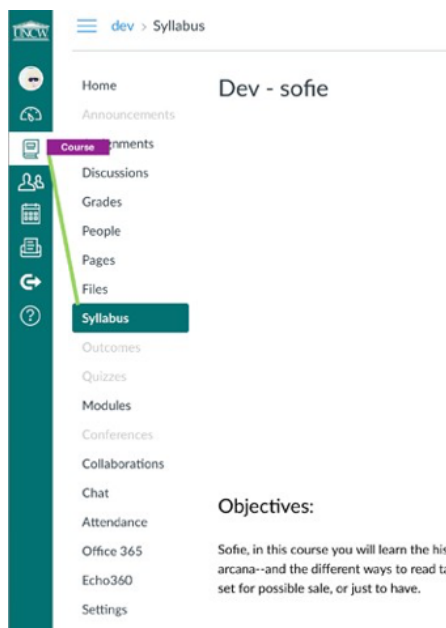 UNCW
dev > Syllabus
Dev - sofie
Home
Announcements
Course
Discussions
Grades
People
Pages
Files
Syllabus
Outcomes
Quizzes
Modules
Conferences
Collaborations
Chat
Attendance
Office 365
Echo360
Settings
Objectives:
Sofie, in this course you will learn the his
arcana--and the different ways to read ta
set for possible sale, or just to have.